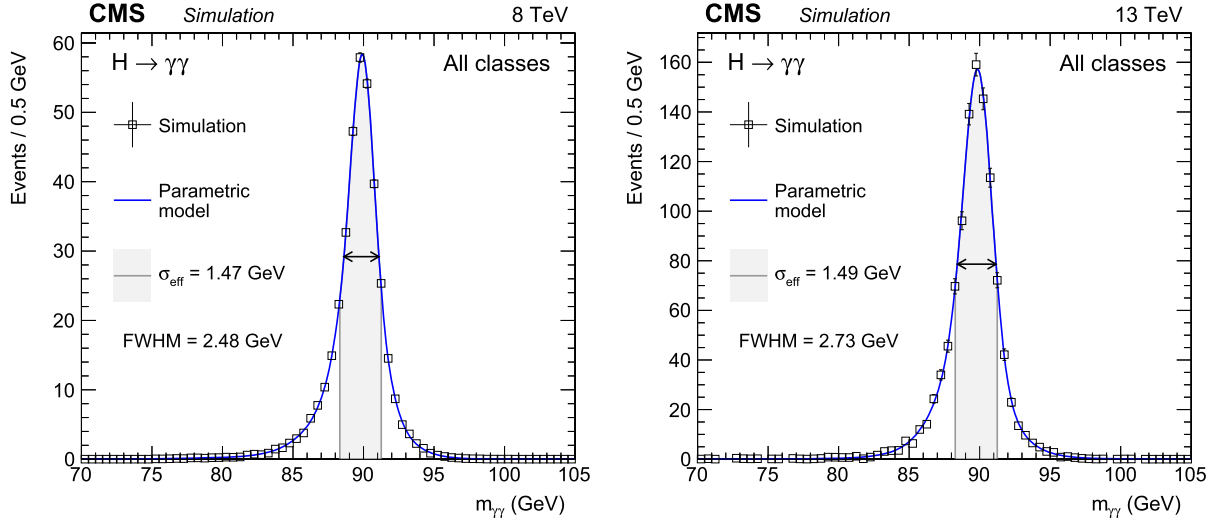 CMS Simulation 8 TeV
H → γγ
All classes
Simulation
Parametric
model
σeff = 1.47 GeV
FWHM = 2.48 GeV
Events / 0.5 GeV
60
50
40
30
20
10
0
70 75 80 85 90 95 100 105
mγγ (GeV)
CMS Simulation 13 TeV
H → γγ
All classes
Simulation
Parametric
model
σeff = 1.49 GeV
FWHM = 2.73 GeV
Events / 0.5 GeV
160
140
120
100
80
60
40
20
0
70 75 80 85 90 95 100 105
mγγ (GeV)